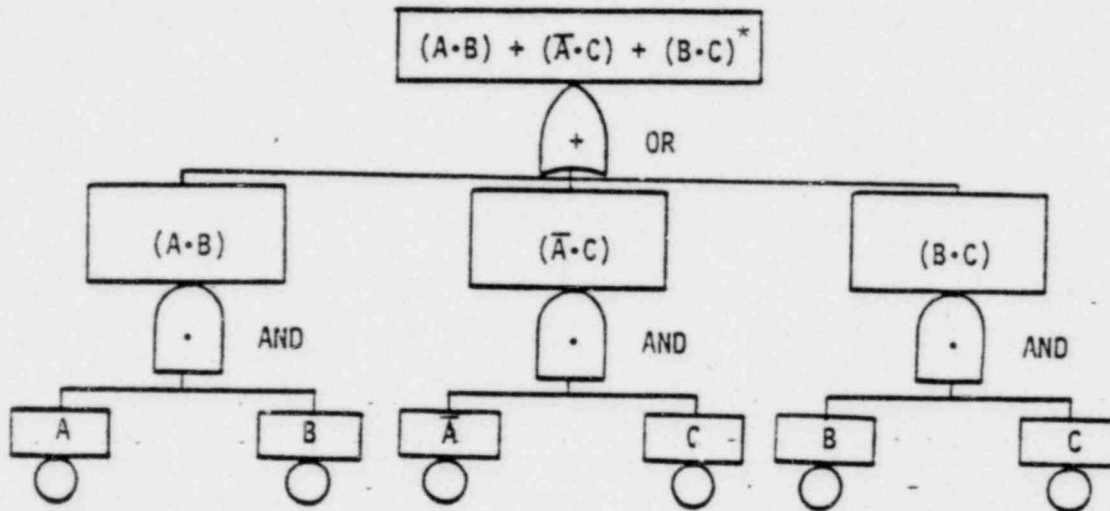 (A·B) + (A̅·C) + (B·C)*
+ OR
(A·B) (A̅·C) (B·C)
· AND · AND · AND
A B A̅ C B C